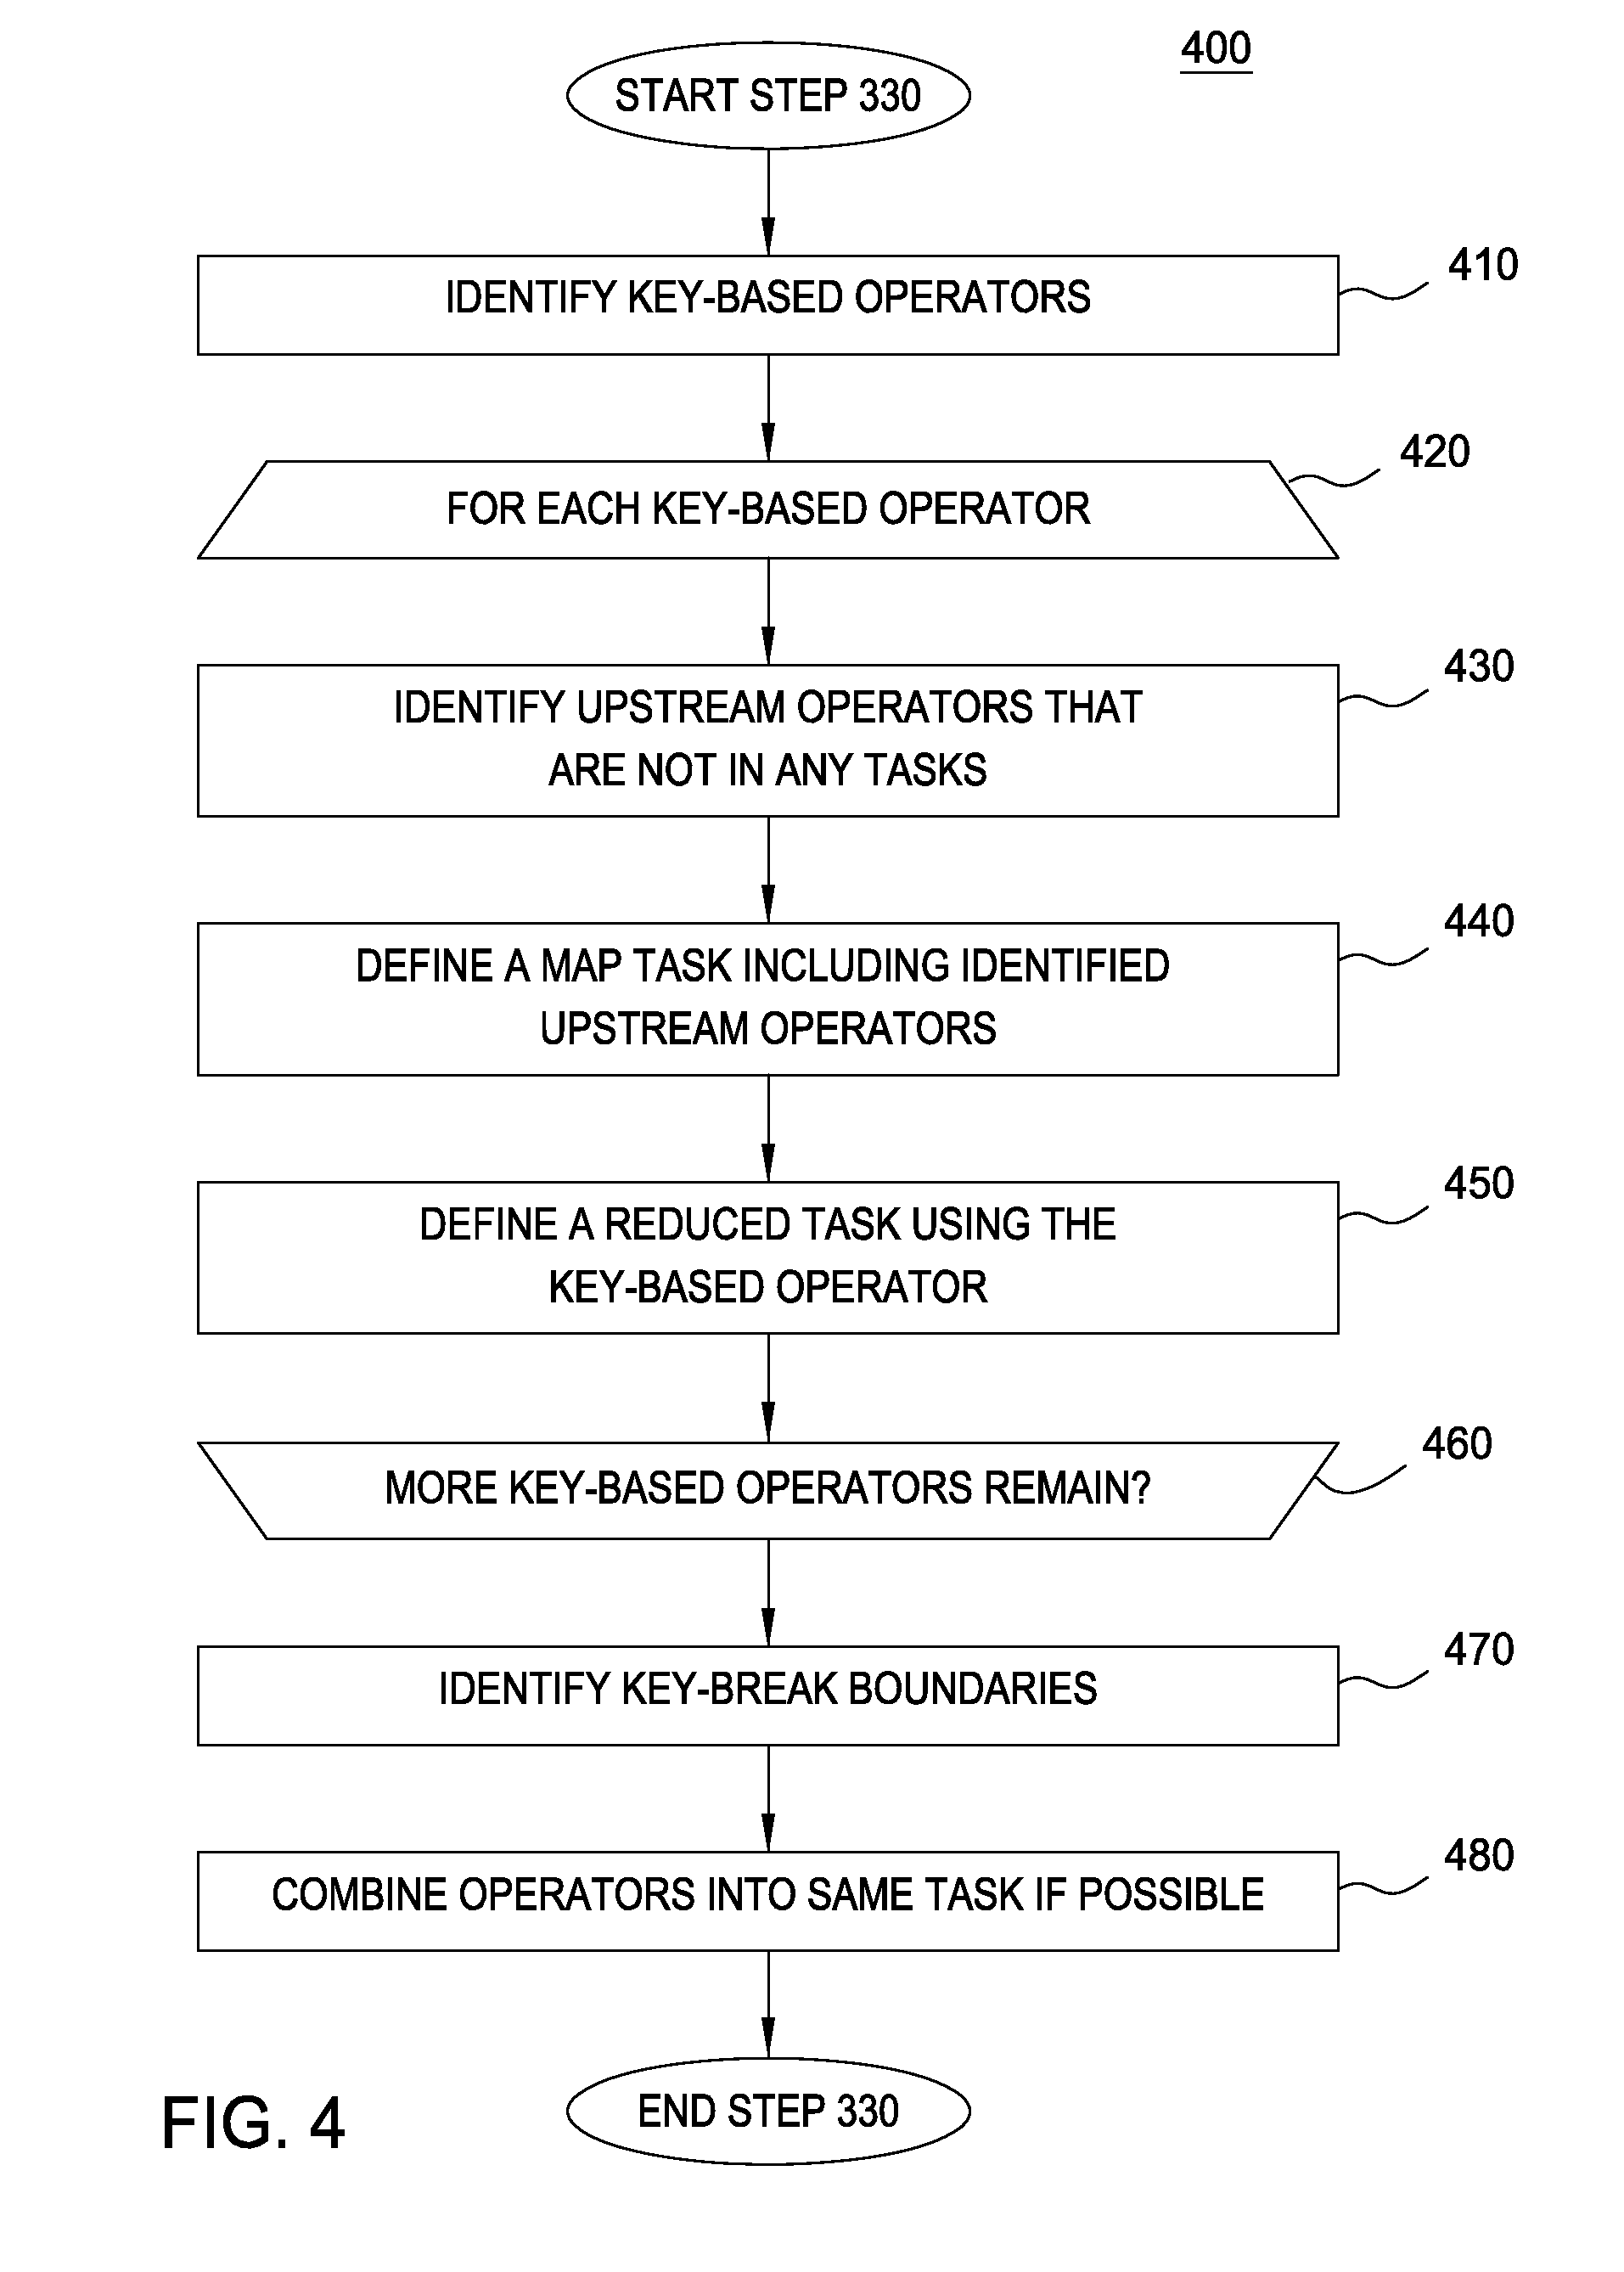 400
START STEP 330
IDENTIFY KEY-BASED OPERATORS
410
FOR EACH KEY-BASED OPERATOR
420
IDENTIFY UPSTREAM OPERATORS THAT
ARE NOT IN ANY TASKS
430
DEFINE A MAP TASK INCLUDING IDENTIFIED
UPSTREAM OPERATORS
440
DEFINE A REDUCED TASK USING THE
KEY-BASED OPERATOR
450
MORE KEY-BASED OPERATORS REMAIN?
460
IDENTIFY KEY-BREAK BOUNDARIES
470
COMBINE OPERATORS INTO SAME TASK IF POSSIBLE
480
END STEP 330
FIG. 4